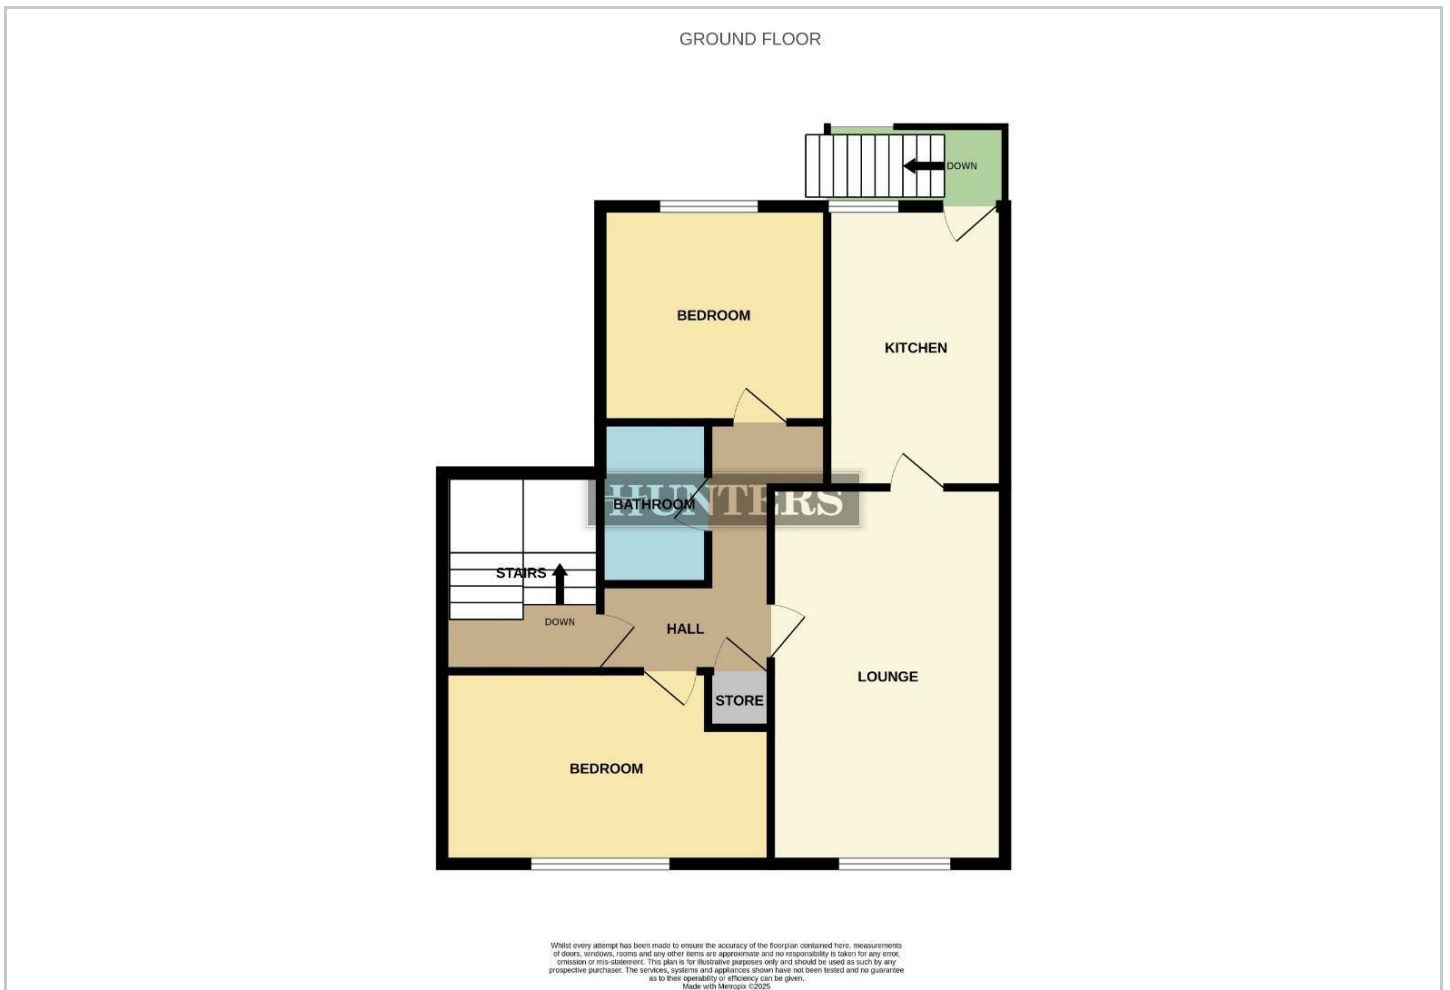 GROUND FLOOR
DOWN
BEDROOM
KITCHEN
HUNTERS
BATHROOM
STAIRS
DOWN
HALL
LOUNGE
STORE
BEDROOM
Whilst every attempt has been made to ensure the accuracy of the floorplan contained here, measurements
of doors, windows, rooms and any other items are approximate and no responsibility is taken for any error,
omission or mis-statement. This plan is for illustrative purposes only and should be used as such by any
prospective purchaser. The services, systems and appliances shown have not been tested and no guarantee
as to their operability or efficiency can be given.
Made with Metropix ©2025